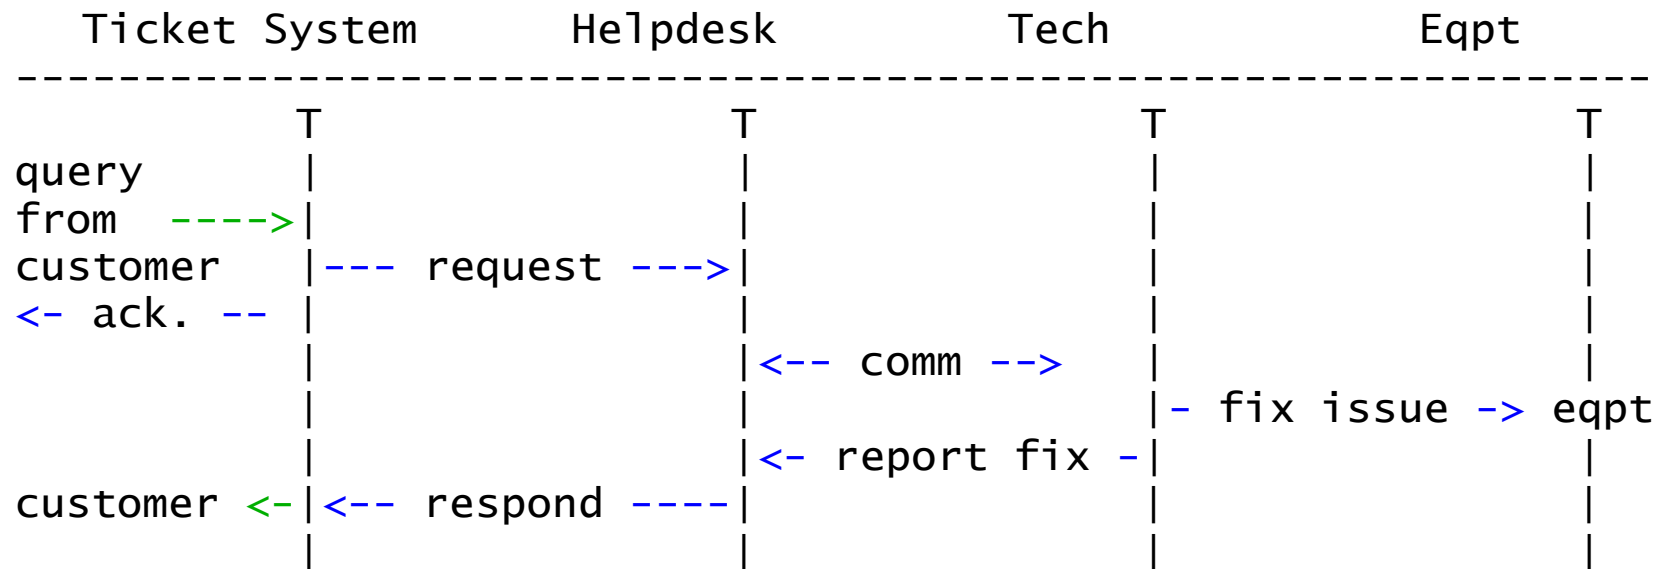 Ticket System Helpdesk Tech Eqpt
----------------------------------------------------------------
T T T T
query | | | |
from ---->| | | |
customer |--- request --->| | |
<- ack. -- | | | |
| |<-- comm --> | |
| | |- fix issue -> eqpt
| |<- report fix -| |
customer <-|<-- respond ----| | |
| | | |